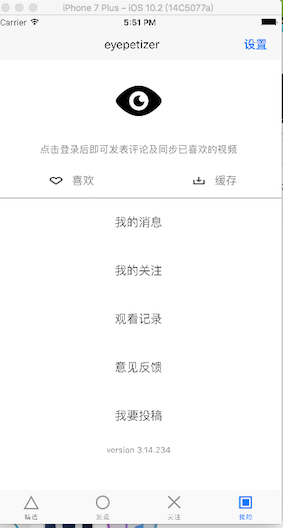 iPhone 7 Plus – iOS 10.2 (14C5077a)
Carrier 5:51 PM
eyepetizer 设置
点击登录后即可发表评论及同步已喜欢的视频
喜欢 缓存
我的消息
我的关注
观看记录
意见反馈
我要投稿
version 3.14.234
精选 发现 关注 我的